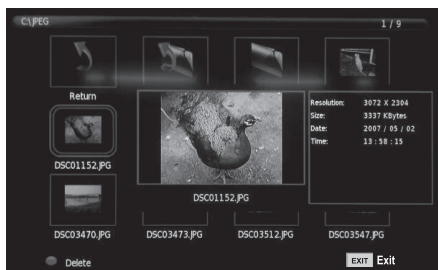 C:\JPEG
1 / 9
Return
Resolution: 3072 X 2304
Size: 3337 KBytes
Date: 2007 / 05 / 02
Time: 13 : 58 : 15
DSC01152.JPG
DSC01152.JPG
DSC03470.JPG DSC03473.JPG DSC03512.JPG DSC03547.JPG
Delete
EXIT Exit